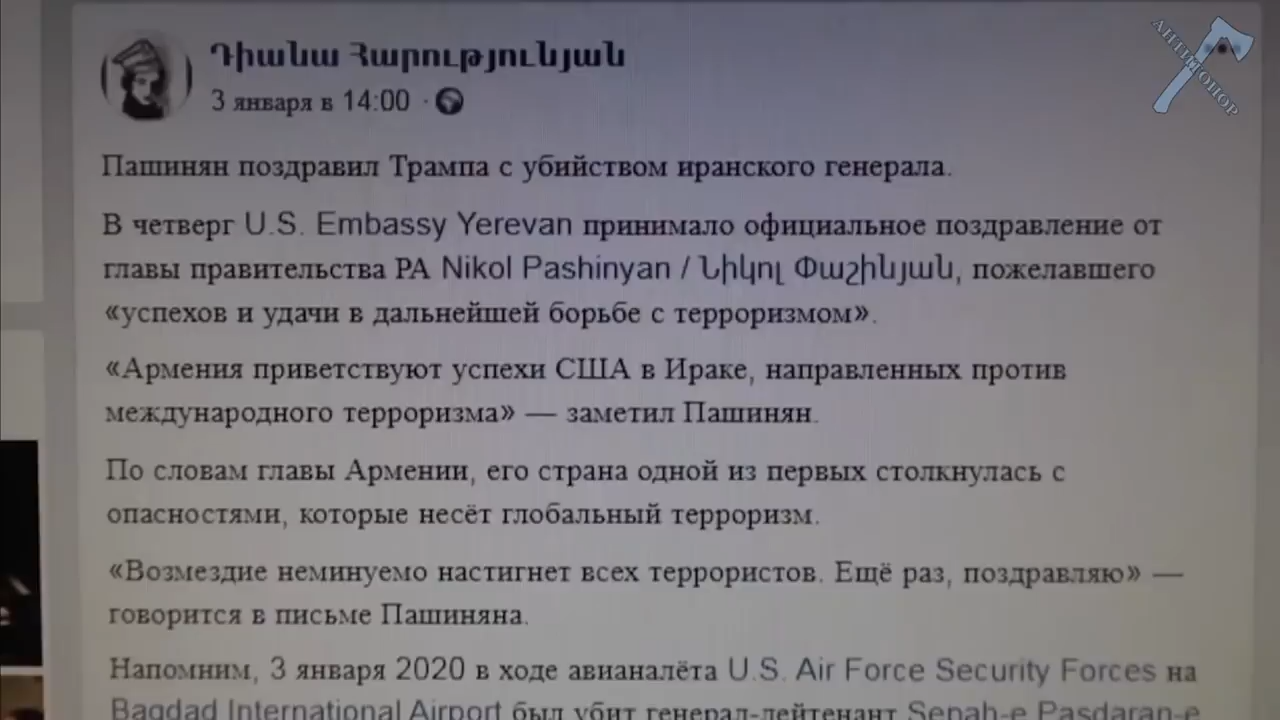 Դիանա Հարությունյան
АНТИТОПОР
3 января в 14:00 ·
Пашинян поздравил Трампа с убийством иранского генерала.
В четверг U.S. Embassy Yerevan принимало официальное поздравление от
главы правительства РА Nikol Pashinyan / Նիկոլ Փաշինյան, пожелавшего
«успехов и удачи в дальнейшей борьбе с терроризмом».
«Армения приветствуют успехи США в Ираке, направленных против
международного терроризма» — заметил Пашинян.
По словам главы Армении, его страна одной из первых столкнулась с
опасностями, которые несёт глобальный терроризм.
«Возмездие неминуемо настигнет всех террористов. Ещё раз, поздравляю» —
говорится в письме Пашиняна.
Напомним, 3 января 2020 в ходе авианалёта U.S. Air Force Security Forces на
Bagdad International Airport был убит генерал-лейтенант Sepah-e Pasdaran-e